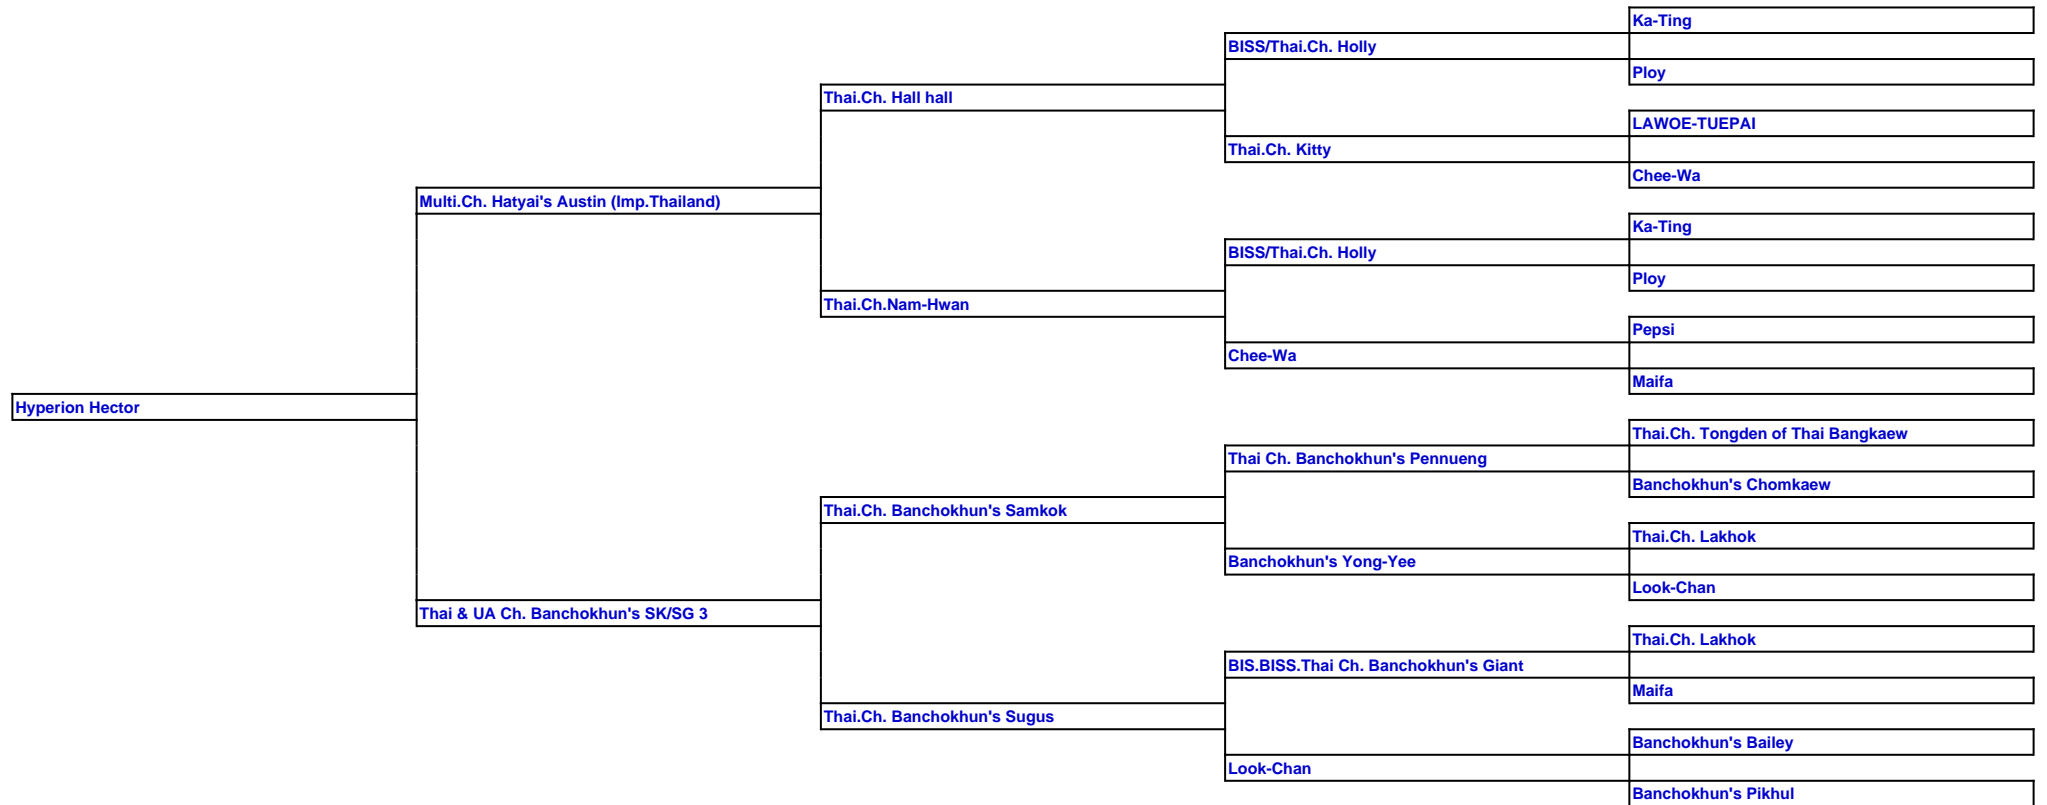 Ka-Ting
BISS/Thai.Ch. Holly
Ploy
Thai.Ch. Hall hall
LAWOE-TUEPAI
Thai.Ch. Kitty
Chee-Wa
Multi.Ch. Hatyai's Austin (Imp.Thailand)
Ka-Ting
BISS/Thai.Ch. Holly
Ploy
Thai.Ch.Nam-Hwan
Pepsi
Chee-Wa
Maifa
Hyperion Hector
Thai.Ch. Tongden of Thai Bangkaew
Thai Ch. Banchokhun's Pennueng
Banchokhun's Chomkaew
Thai.Ch. Banchokhun's Samkok
Thai.Ch. Lakhok
Banchokhun's Yong-Yee
Look-Chan
Thai & UA Ch. Banchokhun's SK/SG 3
Thai.Ch. Lakhok
BIS.BISS.Thai Ch. Banchokhun's Giant
Maifa
Thai.Ch. Banchokhun's Sugus
Banchokhun's Bailey
Look-Chan
Banchokhun's Pikhul